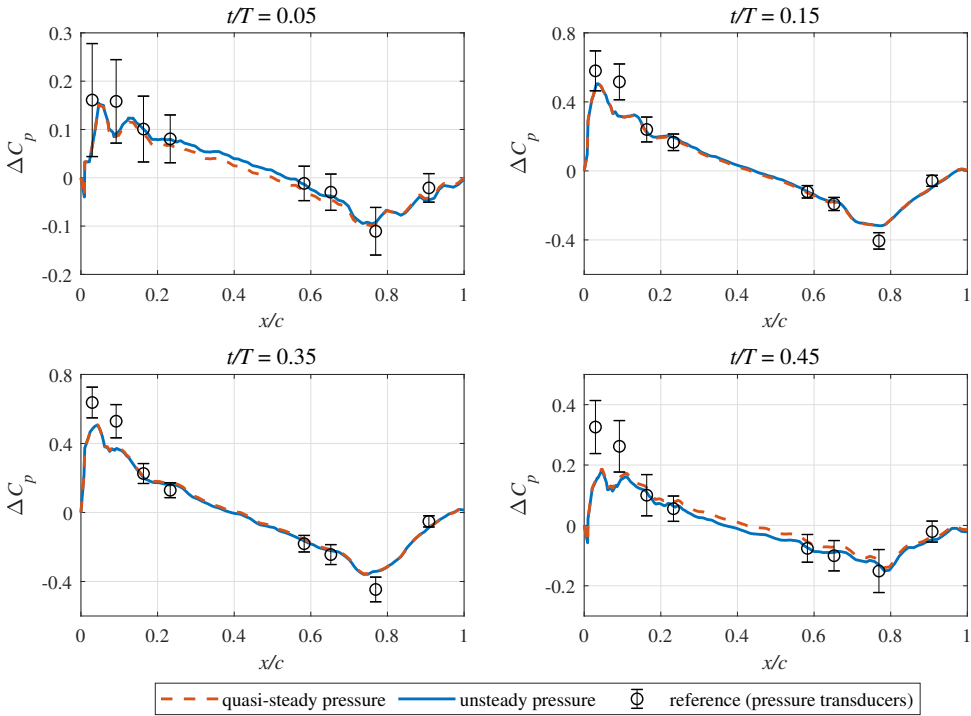 t/T = 0.05
0.3
0.2
0.1
0
-0.1
-0.2
ΔCp
0 0.2 0.4 0.6 0.8 1
x/c
t/T = 0.15
0.8
0.4
0
-0.4
ΔCp
0 0.2 0.4 0.6 0.8 1
x/c
t/T = 0.35
0.8
0.4
0
-0.4
ΔCp
0 0.2 0.4 0.6 0.8 1
x/c
t/T = 0.45
0.4
0.2
0
-0.2
ΔCp
0 0.2 0.4 0.6 0.8 1
x/c
quasi-steady pressure unsteady pressure reference (pressure transducers)